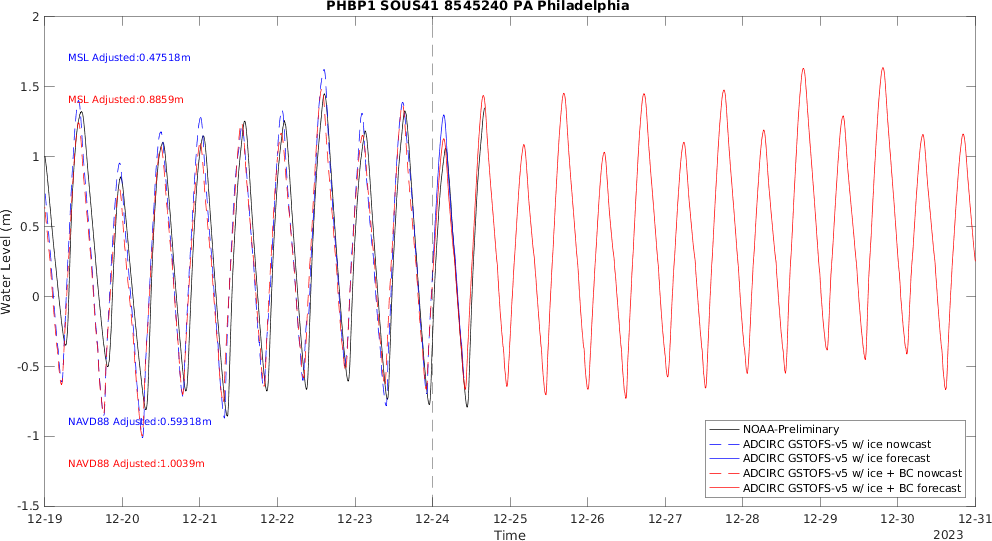 PHBP1 SOUS41 8545240 PA Philadelphia
2
1.5
1
0.5
0
-0.5
-1
-1.5
Water Level (m)
MSL Adjusted:0.47518m
MSL Adjusted:0.8859m
NAVD88 Adjusted:0.59318m
NAVD88 Adjusted:1.0039m
NOAA-Preliminary
ADCIRC GSTOFS-v5 w/ ice nowcast
ADCIRC GSTOFS-v5 w/ ice forecast
ADCIRC GSTOFS-v5 w/ ice + BC nowcast
ADCIRC GSTOFS-v5 w/ ice + BC forecast
12-19 12-20 12-21 12-22 12-23 12-24 12-25 12-26 12-27 12-28 12-29 12-30 12-31
Time
2023